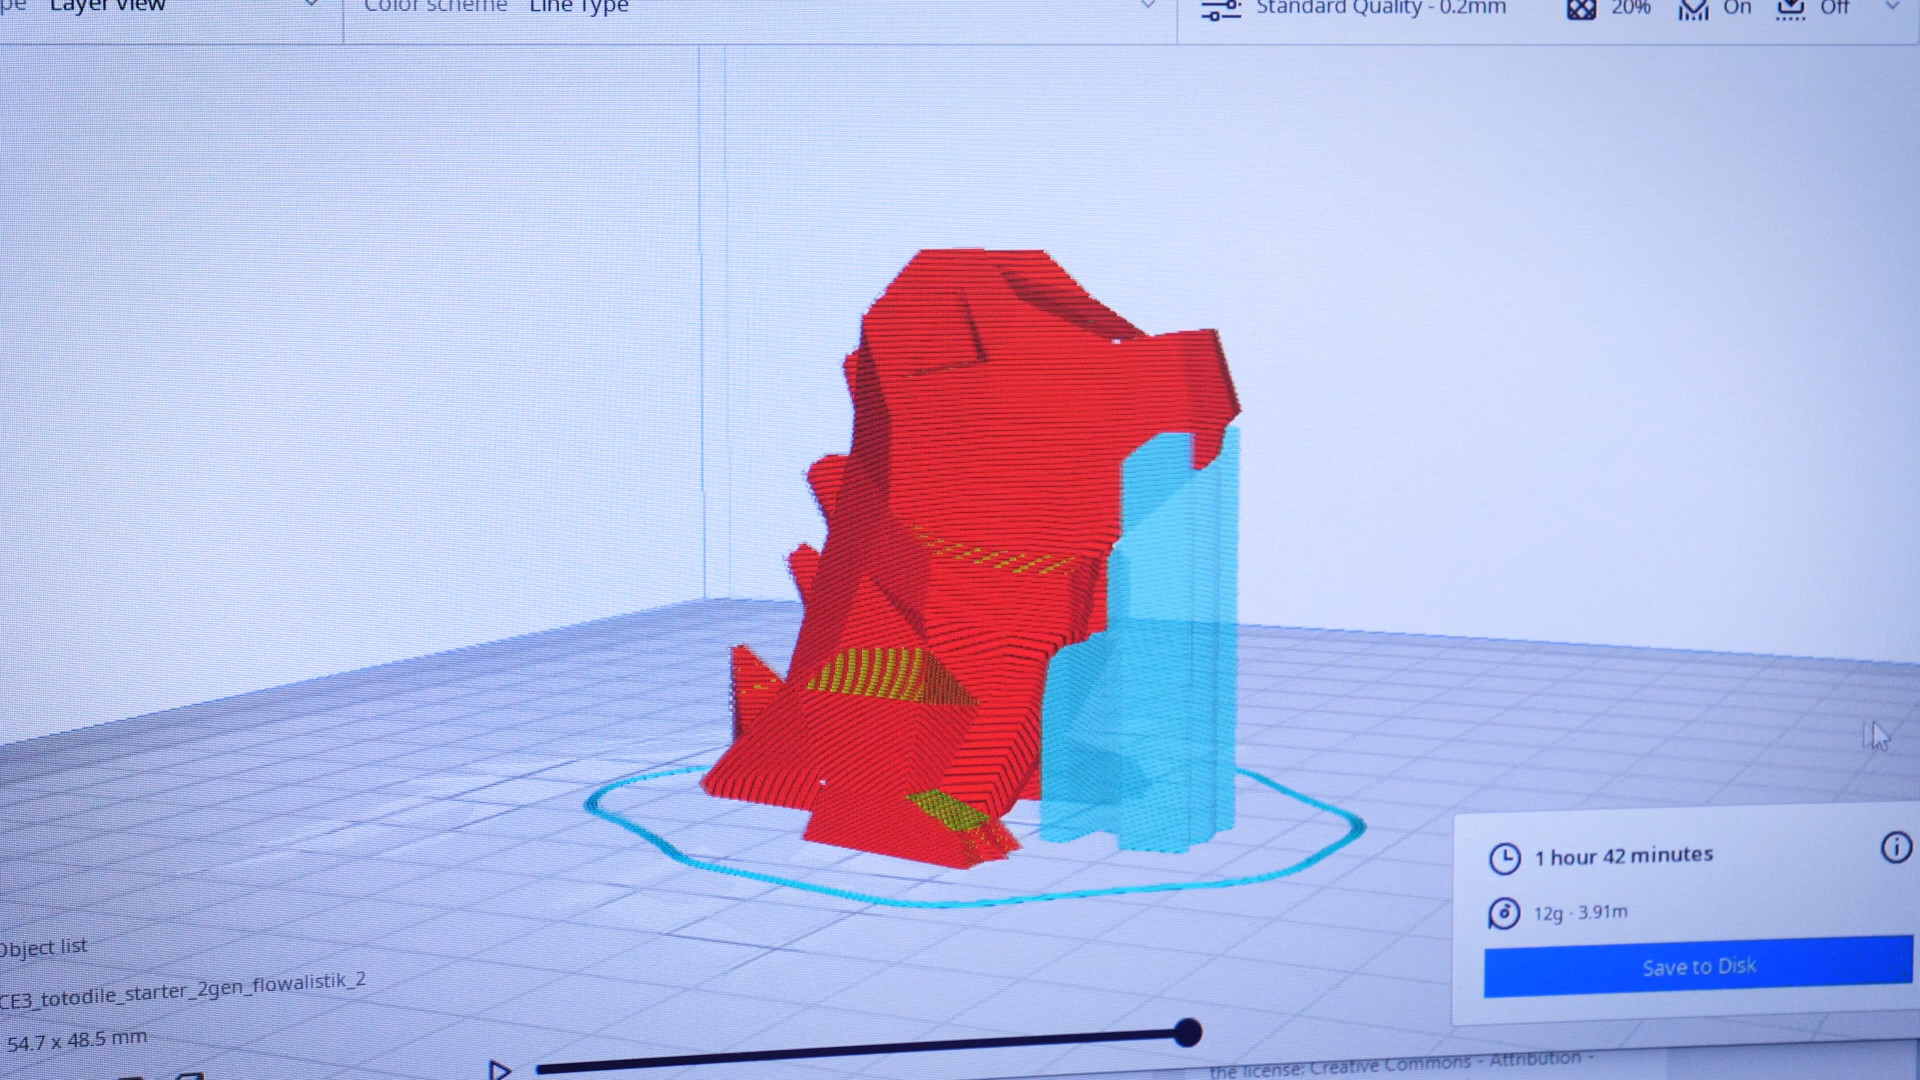 pe Layer view
Color scheme Line Type
Standard Quality - 0.2mm 20% On Off
1 hour 42 minutes
12g · 3.91m
Save to Disk
Object list
CE3_totodile_starter_2gen_flowalistik_2
54.7 x 48.5 mm
the license: Creative Commons - Attribution -